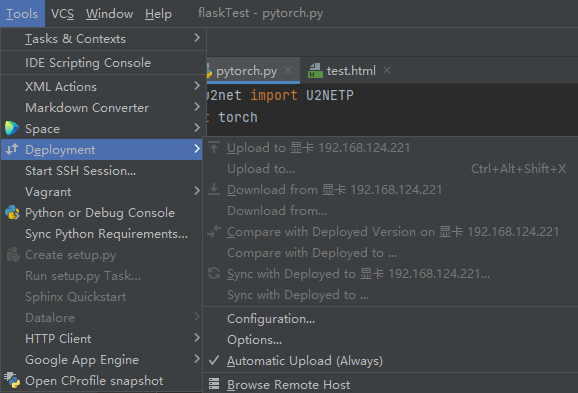 Tools VCS Window Help flaskTest - pytorch.py
Tasks & Contexts
IDE Scripting Console
XML Actions
Markdown Converter
Space
Deployment
Start SSH Session...
Vagrant
Python or Debug Console
Sync Python Requirements...
Create setup.py
Run setup.py Task...
Sphinx Quickstart
Datalore
HTTP Client
Google App Engine
Open CProfile snapshot
pytorch.py test.html
u2net import U2NETP
t torch
Upload to 显卡 192.168.124.221
Upload to... Ctrl+Alt+Shift+X
Download from 显卡 192.168.124.221
Download from...
Compare with Deployed Version on 显卡 192.168.124.221
Compare with Deployed to ...
Sync with Deployed to 显卡 192.168.124.221...
Sync with Deployed to ...
Configuration...
Options...
Automatic Upload (Always)
Browse Remote Host